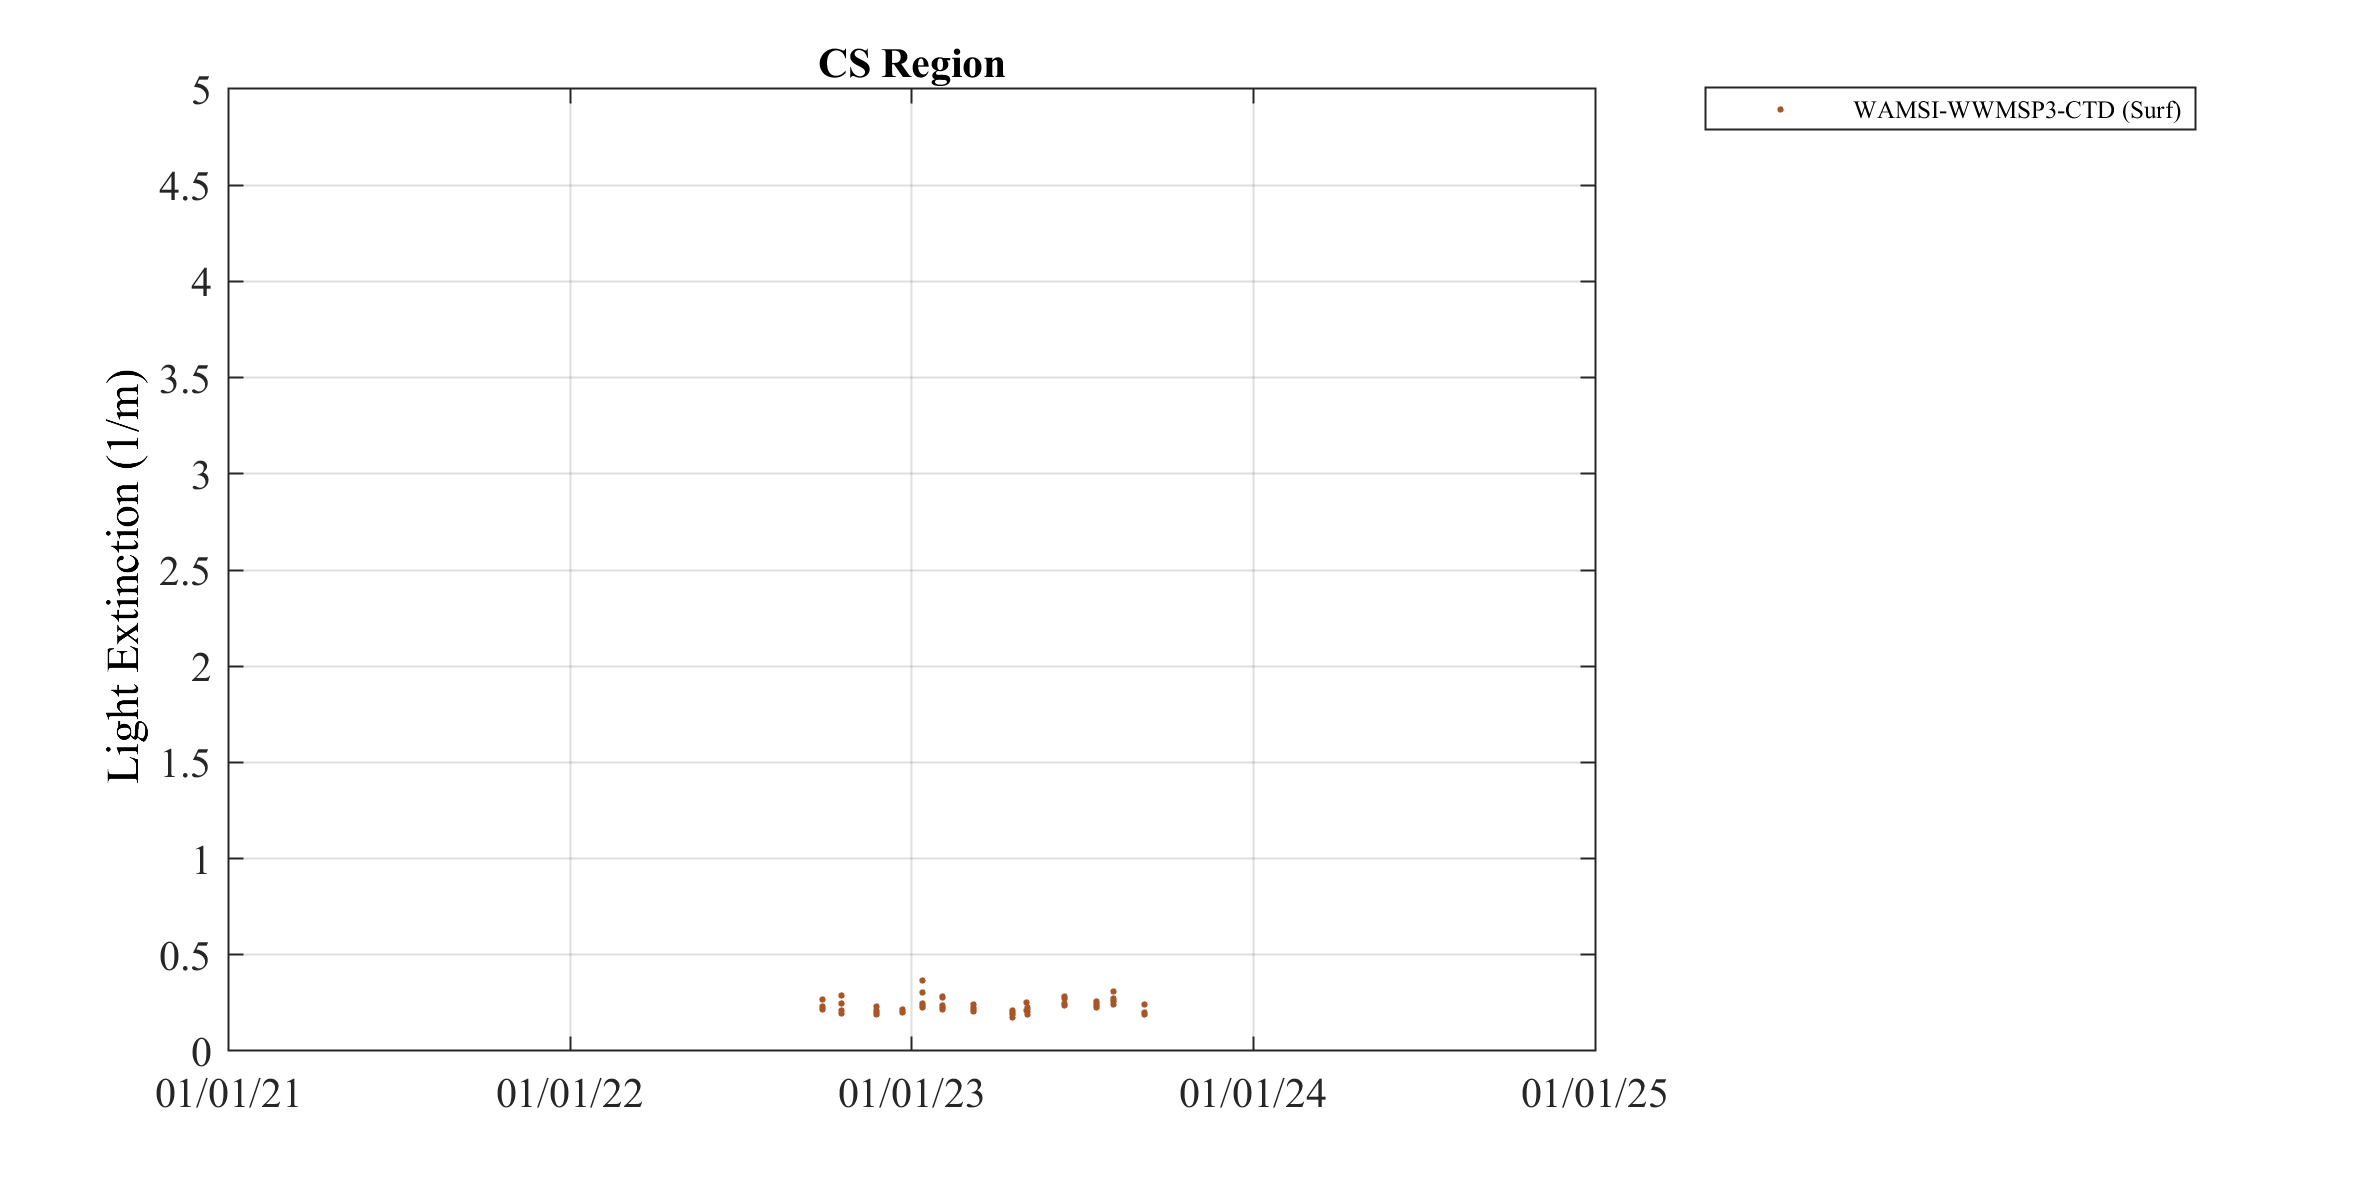 CS Region
WAMSI-WWMSP3-CTD (Surf)
Light Extinction (1/m)
5
4.5
4
3.5
3
2.5
2
1.5
1
0.5
0
01/01/21 01/01/22 01/01/23 01/01/24 01/01/25